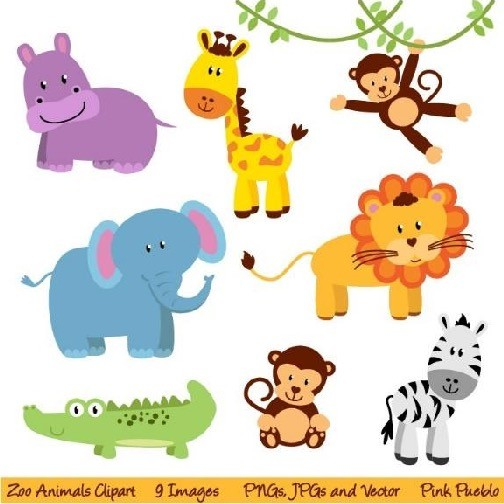 Zoo Animals Clipart 9 Images PNGs, JPGs and Vector Pink Pueblo